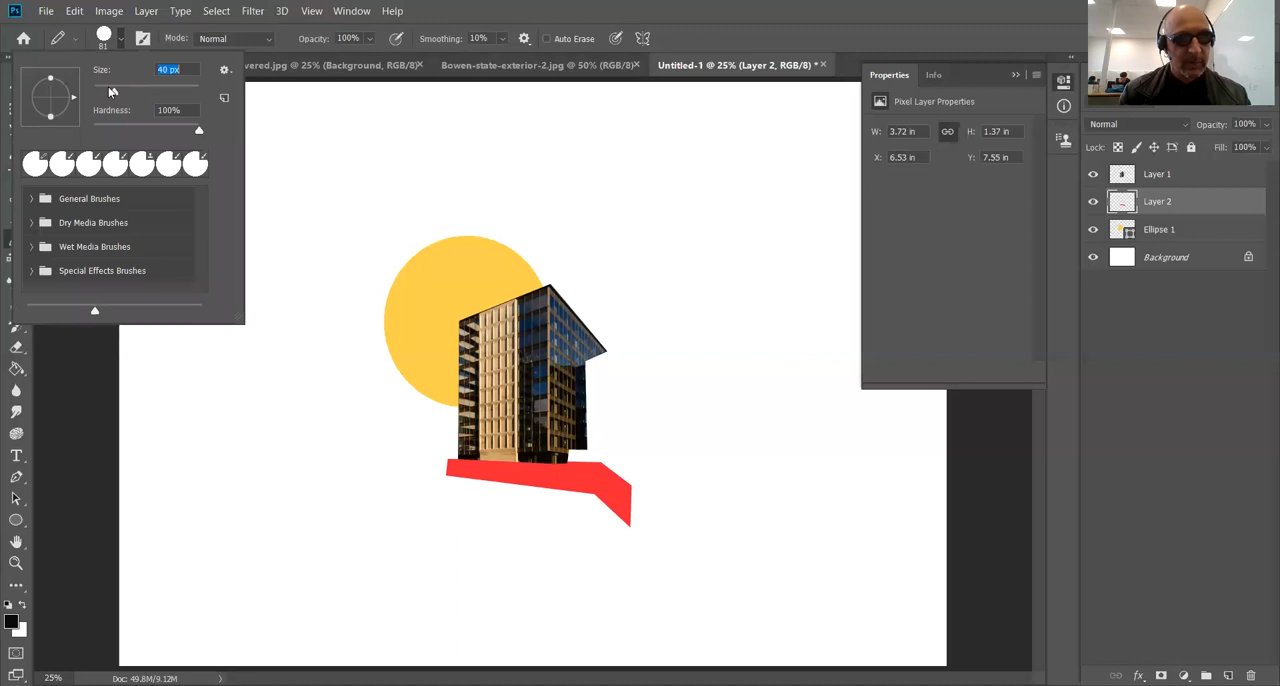 Ps File Edit Image Layer Type Select Filter 3D View Window Help
81 Mode: Normal Opacity: 100% Smoothing: 10% Auto Erase
vered.jpg @ 25% (Background, RGB/8) Bowen-state-exterior-2.jpg @ 50% (RGB/8) Untitled-1 @ 25% (Layer 2, RGB/8) *
Size: 40 px
Hardness: 100%
General Brushes
Dry Media Brushes
Wet Media Brushes
Special Effects Brushes
Properties Info
Pixel Layer Properties
W: 3.72 in H: 1.37 in
X: 6.53 in Y: 7.55 in
Normal Opacity: 100%
Lock: Fill: 100%
Layer 1
Layer 2
Ellipse 1
Background
25% Doc: 49.8M/9.12M